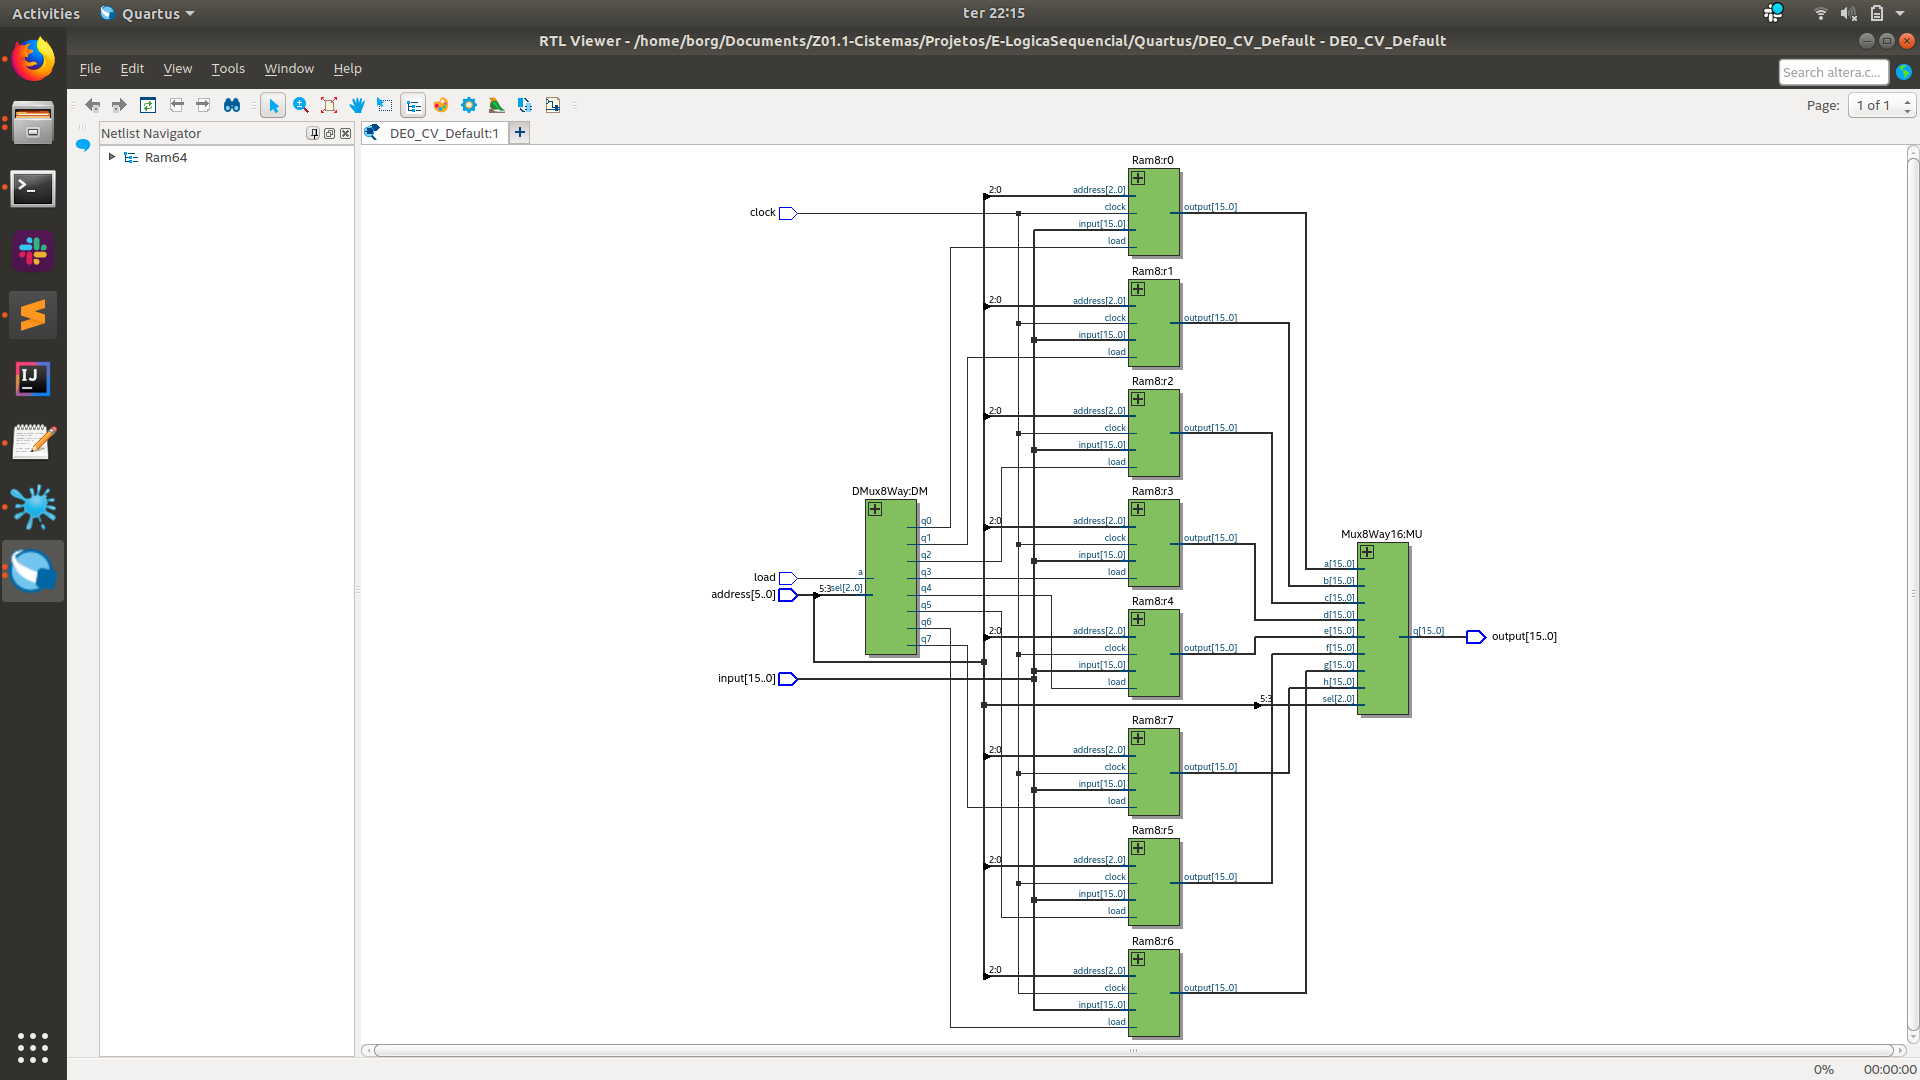 Activities
Quartus
ter 22:15
RTL Viewer - /home/borg/Documents/Z01.1-Cistemas/Projetos/E-LogicaSequencial/Quartus/DE0_CV_Default - DE0_CV_Default
File Edit View Tools Window Help
Search altera.c...
Page: 1 of 1
Netlist Navigator
DE0_CV_Default:1
Ram64
clock
load
address[5..0]
input[15..0]
DMux8Way:DM
a
5:3
sel[2..0]
q0
q1
q2
q3
q4
q5
q6
q7
Ram8:r0
2:0
address[2..0]
clock
input[15..0]
load
output[15..0]
Ram8:r1
2:0
address[2..0]
clock
input[15..0]
load
output[15..0]
Ram8:r2
2:0
address[2..0]
clock
input[15..0]
load
output[15..0]
Ram8:r3
2:0
address[2..0]
clock
input[15..0]
load
output[15..0]
Ram8:r4
2:0
address[2..0]
clock
input[15..0]
load
output[15..0]
Ram8:r7
2:0
address[2..0]
clock
input[15..0]
load
output[15..0]
Ram8:r5
2:0
address[2..0]
clock
input[15..0]
load
output[15..0]
Ram8:r6
2:0
address[2..0]
clock
input[15..0]
load
output[15..0]
Mux8Way16:MU
a[15..0]
b[15..0]
c[15..0]
d[15..0]
e[15..0]
f[15..0]
g[15..0]
h[15..0]
5:3
sel[2..0]
q[15..0]
output[15..0]
IJ
0%
00:00:00